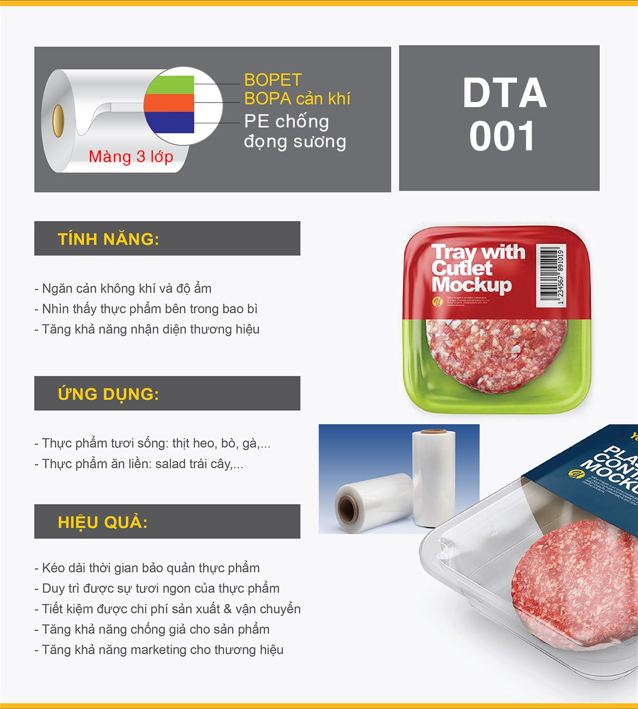 BOPET
BOPA cản khí
PE chống
đọng sương
Màng 3 lớp
DTA
001
TÍNH NĂNG:
- Ngăn cản không khí và độ ẩm
- Nhìn thấy thực phẩm bên trong bao bì
- Tăng khả năng nhận diện thương hiệu
Tray with
Cutlet
Mockup
1 234567 891019
ỨNG DỤNG:
- Thực phẩm tươi sống: thịt heo, bò, gà,...
- Thực phẩm ăn liền: salad trái cây,...
HIỆU QUẢ:
- Kéo dài thời gian bảo quản thực phẩm
- Duy trì được sự tươi ngon của thực phẩm
- Tiết kiệm được chi phí sản xuất & vận chuyển
- Tăng khả năng chống giả cho sản phẩm
- Tăng khả năng marketing cho thương hiệu